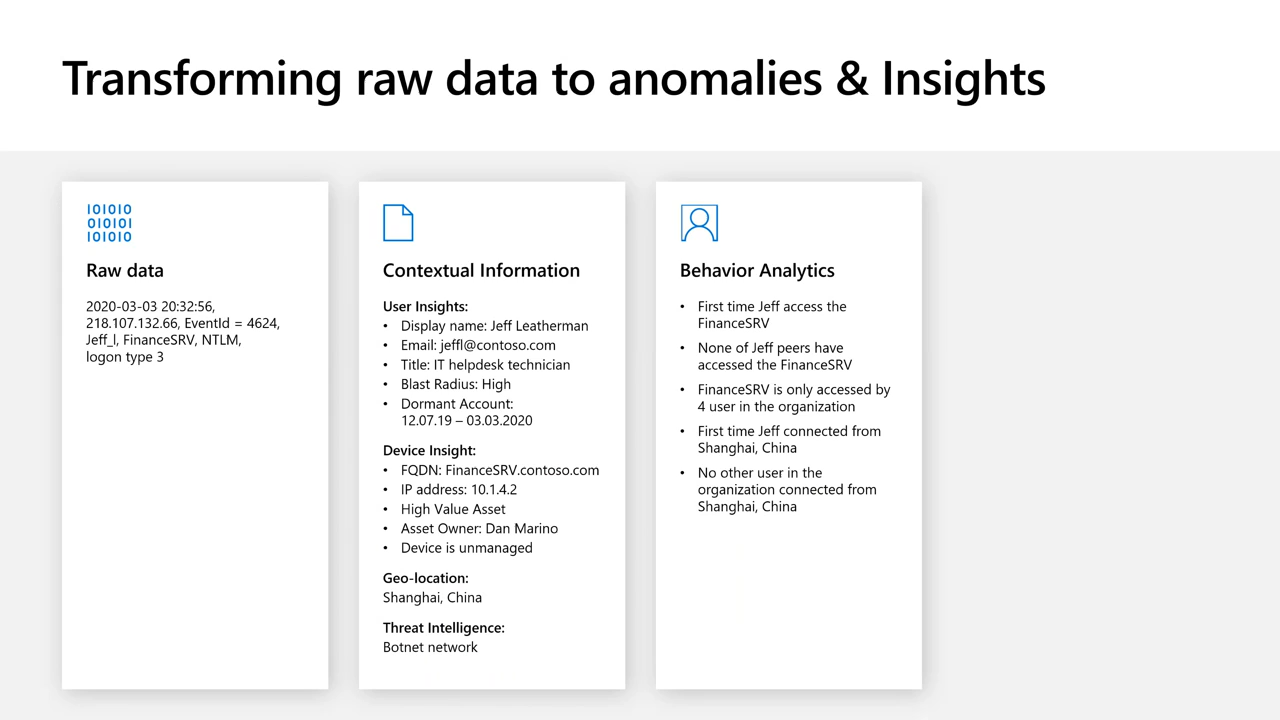 Transforming raw data to anomalies & Insights
101010
010101
101010
Raw data
2020-03-03 20:32:56,
218.107.132.66, EventId = 4624,
Jeff_l, FinanceSRV, NTLM,
logon type 3
Contextual Information
User Insights:
• Display name: Jeff Leatherman
• Email: jeffl@contoso.com
• Title: IT helpdesk technician
• Blast Radius: High
• Dormant Account:
12.07.19 – 03.03.2020
Device Insight:
• FQDN: FinanceSRV.contoso.com
• IP address: 10.1.4.2
• High Value Asset
• Asset Owner: Dan Marino
• Device is unmanaged
Geo-location:
Shanghai, China
Threat Intelligence:
Botnet network
Behavior Analytics
• First time Jeff access the
FinanceSRV
• None of Jeff peers have
accessed the FinanceSRV
• FinanceSRV is only accessed by
4 user in the organization
• First time Jeff connected from
Shanghai, China
• No other user in the
organization connected from
Shanghai, China